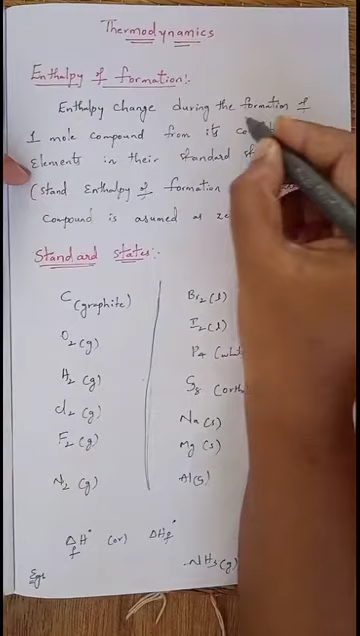 Thermodynamics
Enthalpy of formation:-
Enthalpy change during the formation of
1 mole compound from its
Elements in their standard
(stand Enthalpy of formation
compound is asumed as
Standard states:-
C(graphite)
Br2(l)
O2(g)
I2(l)
P4
H2(g)
S8
Cl2(g)
Na(s)
F2(g)
Mg(s)
N2(g)
Al(s)
ΔfH° (or) ΔHf°
Egs
NH3(g)